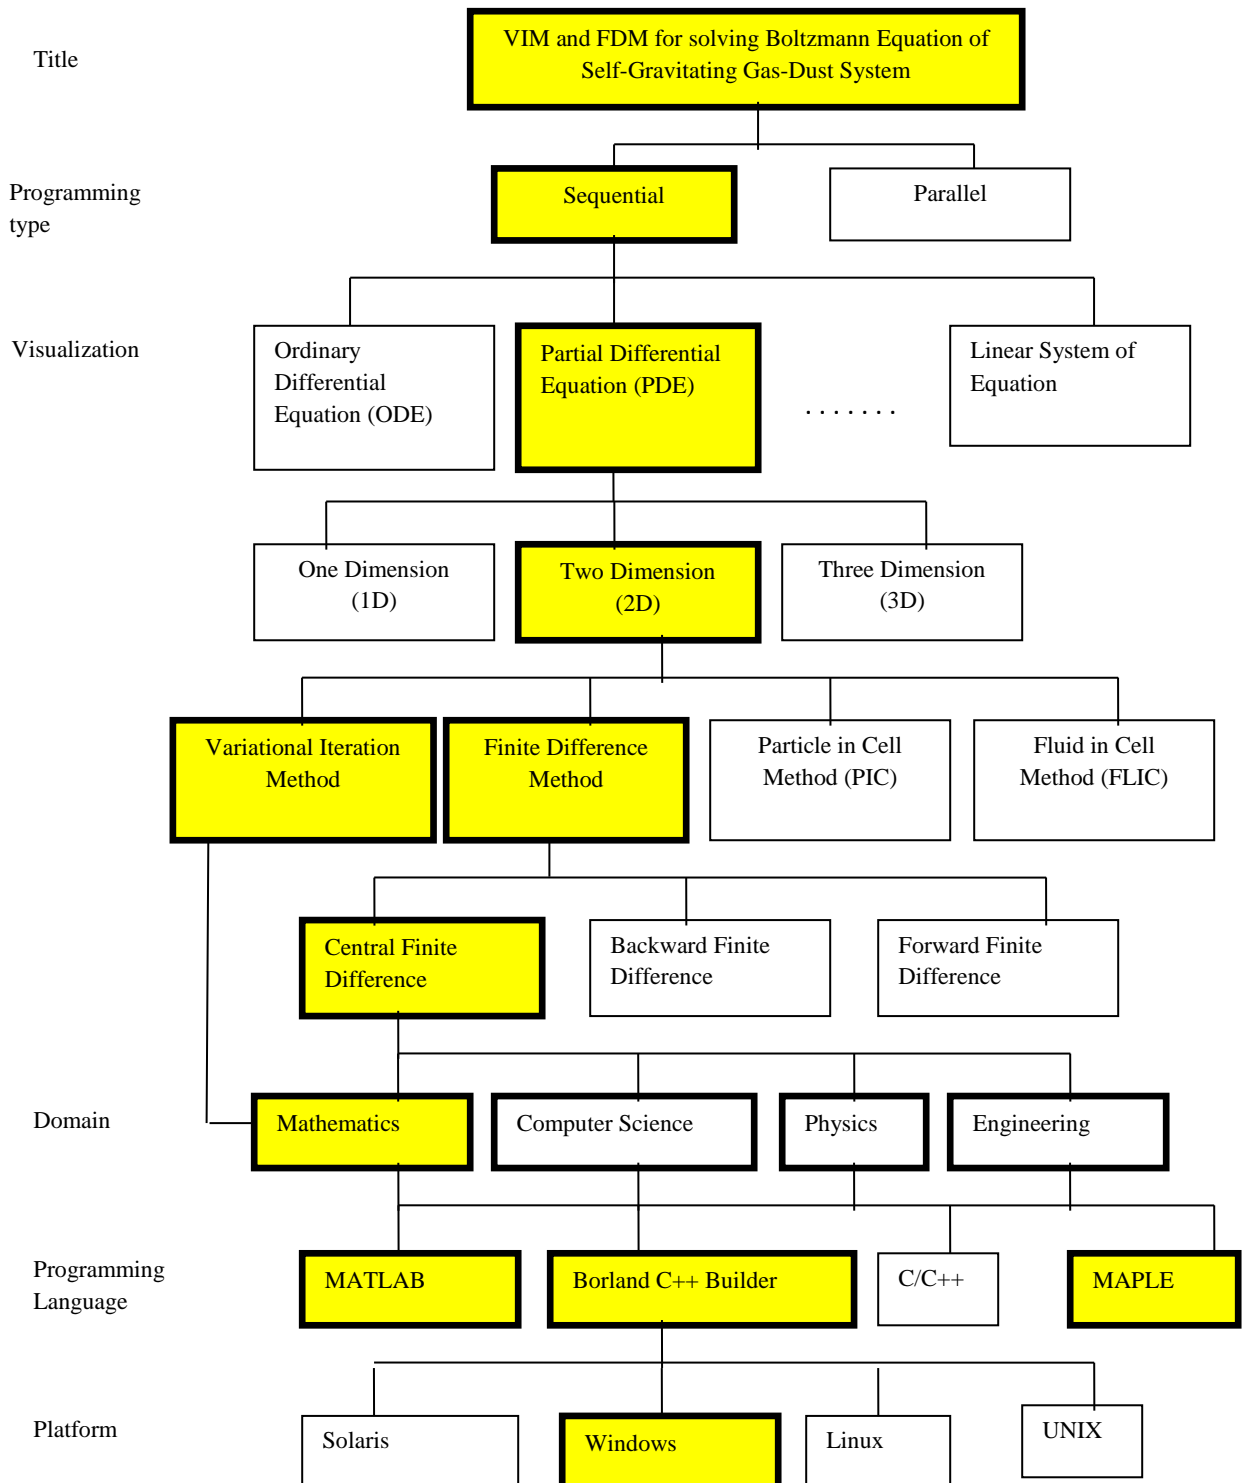 Title
VIM and FDM for solving Boltzmann Equation of
Self-Gravitating Gas-Dust System
Programming
type
Sequential
Parallel
Visualization
Ordinary
Differential
Equation (ODE)
Partial Differential
Equation (PDE)
. . . . . . .
Linear System of
Equation
One Dimension
(1D)
Two Dimension
(2D)
Three Dimension
(3D)
Variational Iteration
Method
Finite Difference
Method
Particle in Cell
Method (PIC)
Fluid in Cell
Method (FLIC)
Central Finite
Difference
Backward Finite
Difference
Forward Finite
Difference
Domain
Mathematics
Computer Science
Physics
Engineering
Programming
Language
MATLAB
Borland C++ Builder
C/C++
MAPLE
Platform
Solaris
Windows
Linux
UNIX